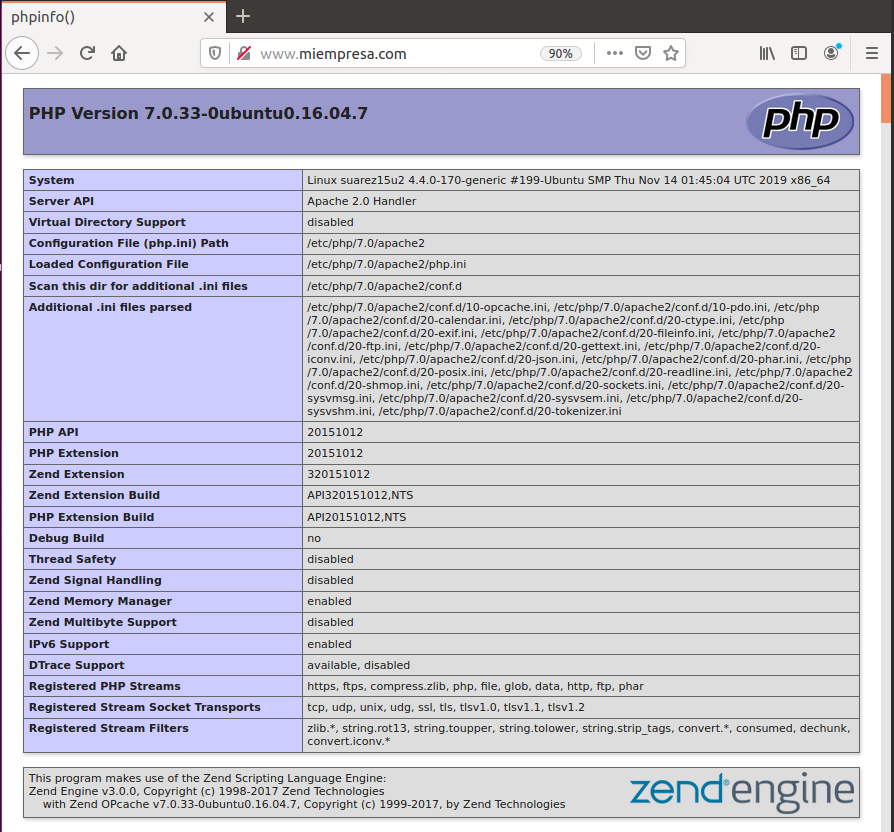 phpinfo()
www.miempresa.com
90%
PHP Version 7.0.33-0ubuntu0.16.04.7
php
System Linux suarez15u2 4.4.0-170-generic #199-Ubuntu SMP Thu Nov 14 01:45:04 UTC 2019 x86_64
Server API Apache 2.0 Handler
Virtual Directory Support disabled
Configuration File (php.ini) Path /etc/php/7.0/apache2
Loaded Configuration File /etc/php/7.0/apache2/php.ini
Scan this dir for additional .ini files /etc/php/7.0/apache2/conf.d
Additional .ini files parsed /etc/php/7.0/apache2/conf.d/10-opcache.ini, /etc/php/7.0/apache2/conf.d/10-pdo.ini, /etc/php
/7.0/apache2/conf.d/20-calendar.ini, /etc/php/7.0/apache2/conf.d/20-ctype.ini, /etc/php
/7.0/apache2/conf.d/20-exif.ini, /etc/php/7.0/apache2/conf.d/20-fileinfo.ini, /etc/php/7.0/apache2
/conf.d/20-ftp.ini, /etc/php/7.0/apache2/conf.d/20-gettext.ini, /etc/php/7.0/apache2/conf.d/20-
iconv.ini, /etc/php/7.0/apache2/conf.d/20-json.ini, /etc/php/7.0/apache2/conf.d/20-phar.ini, /etc/php
/7.0/apache2/conf.d/20-posix.ini, /etc/php/7.0/apache2/conf.d/20-readline.ini, /etc/php/7.0/apache2
/conf.d/20-shmop.ini, /etc/php/7.0/apache2/conf.d/20-sockets.ini, /etc/php/7.0/apache2/conf.d/20-
sysvmsg.ini, /etc/php/7.0/apache2/conf.d/20-sysvsem.ini, /etc/php/7.0/apache2/conf.d/20-
sysvshm.ini, /etc/php/7.0/apache2/conf.d/20-tokenizer.ini
PHP API 20151012
PHP Extension 20151012
Zend Extension 320151012
Zend Extension Build API320151012,NTS
PHP Extension Build API20151012,NTS
Debug Build no
Thread Safety disabled
Zend Signal Handling disabled
Zend Memory Manager enabled
Zend Multibyte Support disabled
IPv6 Support enabled
DTrace Support available, disabled
Registered PHP Streams https, ftps, compress.zlib, php, file, glob, data, http, ftp, phar
Registered Stream Socket Transports tcp, udp, unix, udg, ssl, tls, tlsv1.0, tlsv1.1, tlsv1.2
Registered Stream Filters zlib.*, string.rot13, string.toupper, string.tolower, string.strip_tags, convert.*, consumed, dechunk,
convert.iconv.*
This program makes use of the Zend Scripting Language Engine:
Zend Engine v3.0.0, Copyright (c) 1998-2017 Zend Technologies
with Zend OPcache v7.0.33-0ubuntu0.16.04.7, Copyright (c) 1999-2017, by Zend Technologies
zend® engine